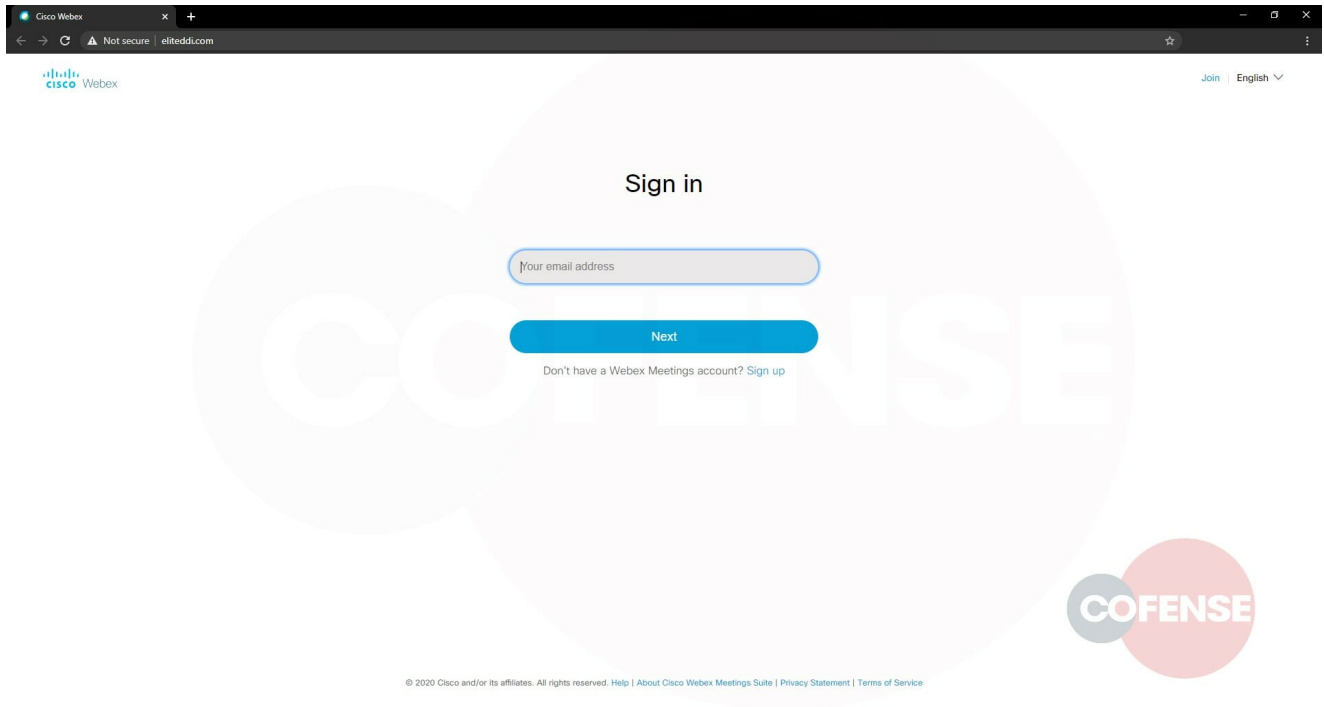 Cisco Webex
Not secure | eliteddi.com
cisco Webex
Join | English
Sign in
Your email address
Next
Don't have a Webex Meetings account? Sign up
COFENSE
COFENSE
© 2020 Cisco and/or its affiliates. All rights reserved. Help | About Cisco Webex Meetings Suite | Privacy Statement | Terms of Service